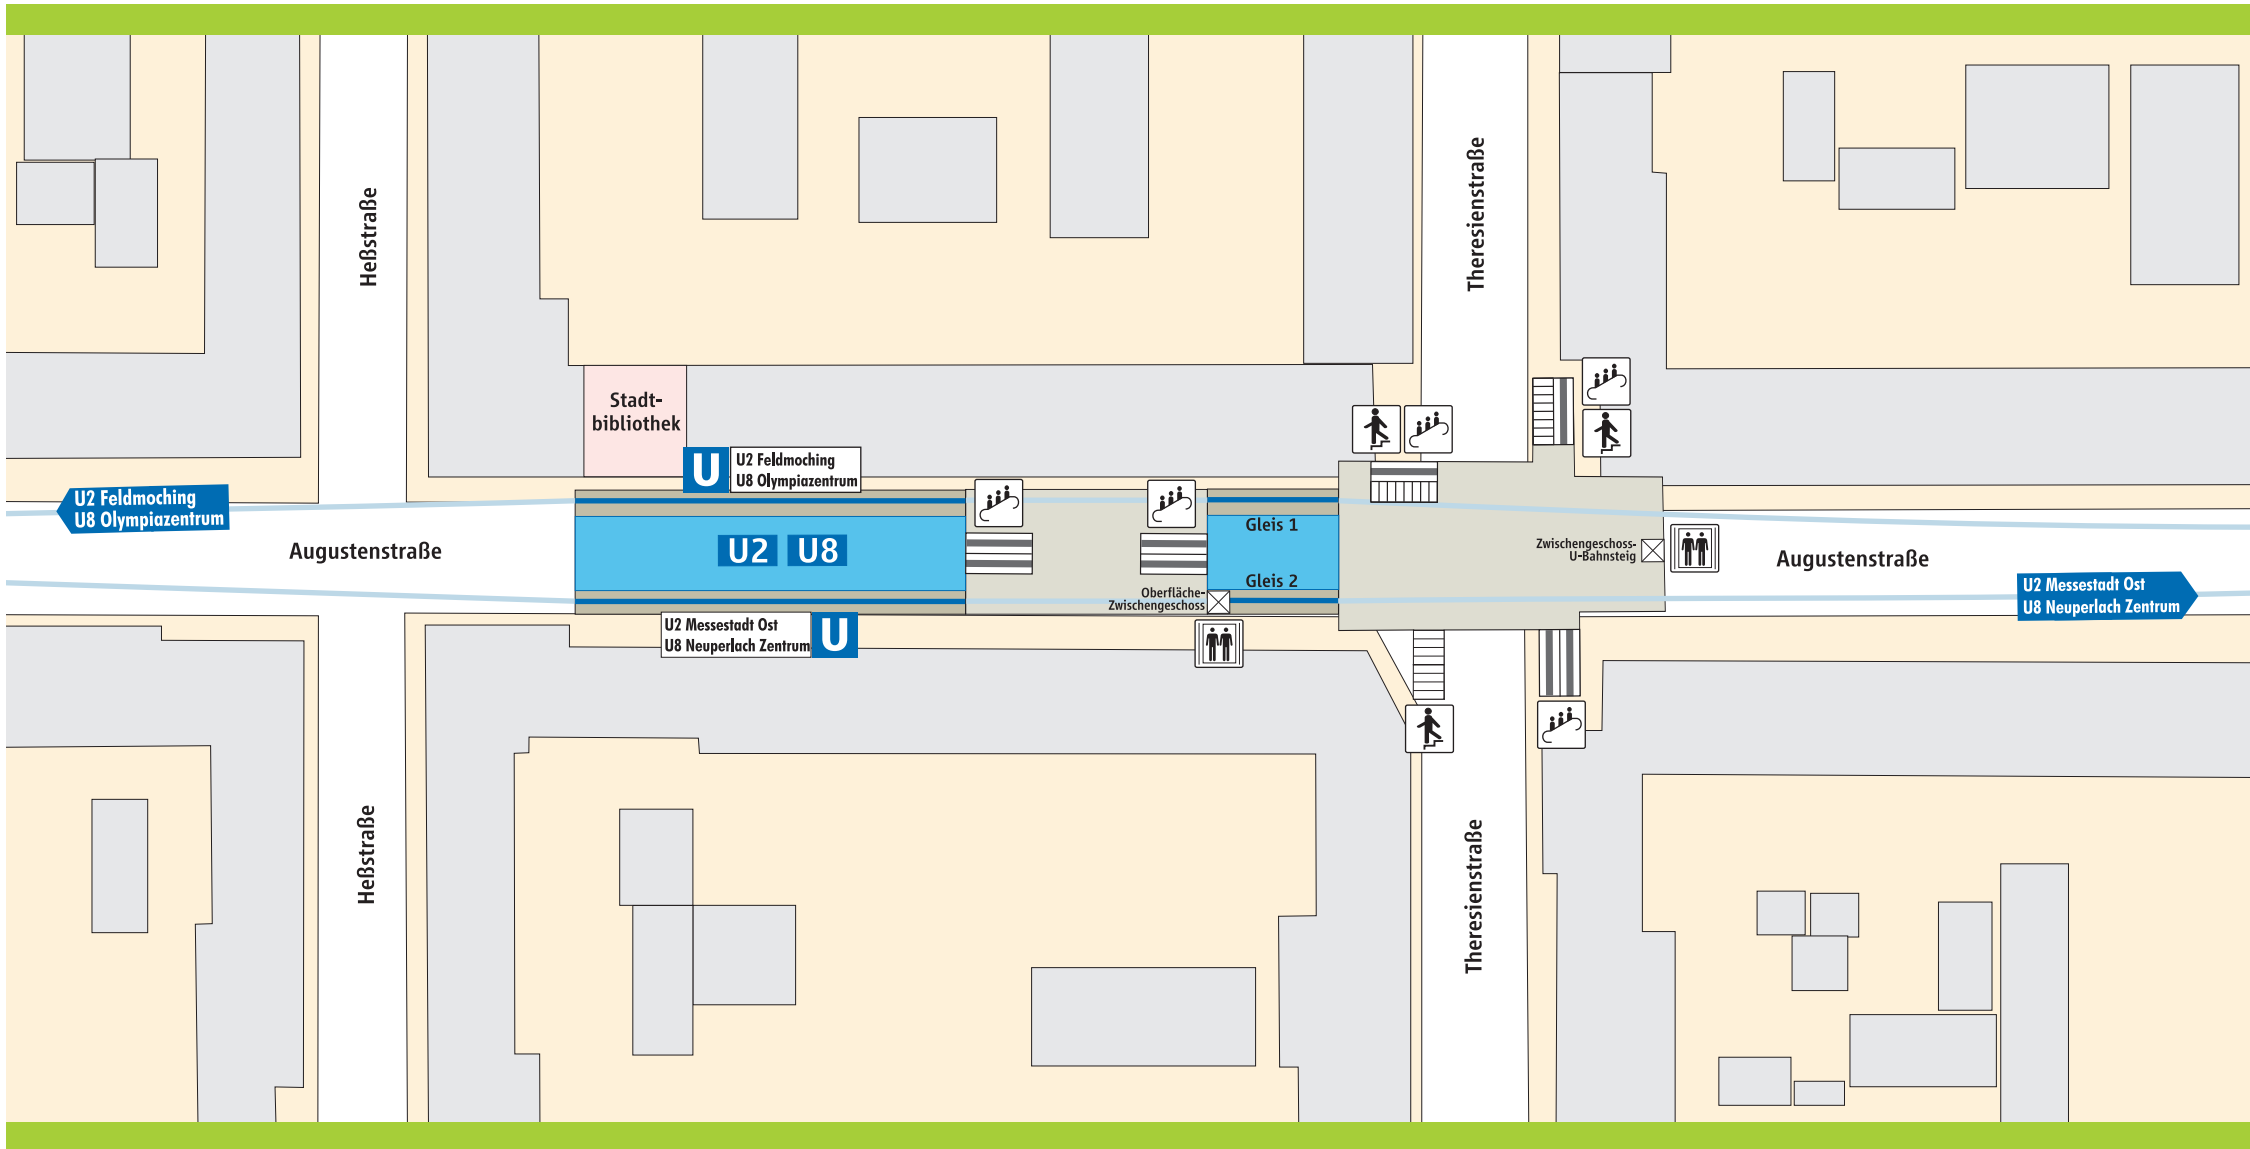 Heßstraße
Theresienstraße
Stadt-
bibliothek
U
U2 Feldmoching
U8 Olympiazentrum
U2 Feldmoching
U8 Olympiazentrum
Augustenstraße
U2 U8
Gleis 1
Gleis 2
Oberfläche-
Zwischengeschoss
Zwischengeschoss-
U-Bahnsteig
Augustenstraße
U2 Messestadt Ost
U8 Neuperlach Zentrum
U2 Messestadt Ost
U8 Neuperlach Zentrum
U
Heßstraße
Theresienstraße